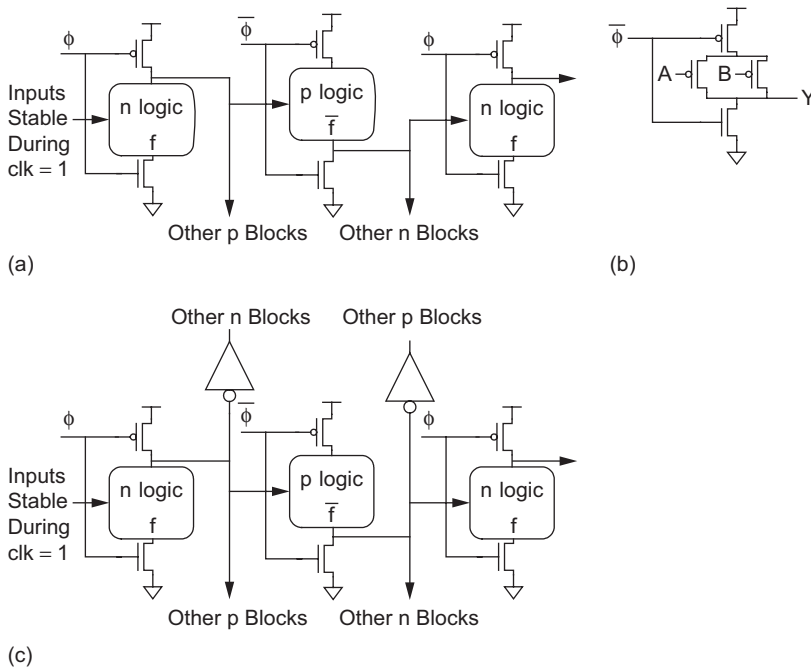 ϕ
ϕ̅
ϕ
ϕ̅
Inputs
Stable
During
clk = 1
n logic
f
p logic
f̅
n logic
f
A
B
Y
Other p Blocks
Other n Blocks
(a)
(b)
Other n Blocks
Other p Blocks
ϕ
ϕ̅
ϕ
Inputs
Stable
During
clk = 1
n logic
f
p logic
f̅
n logic
f
Other p Blocks
Other n Blocks
(c)